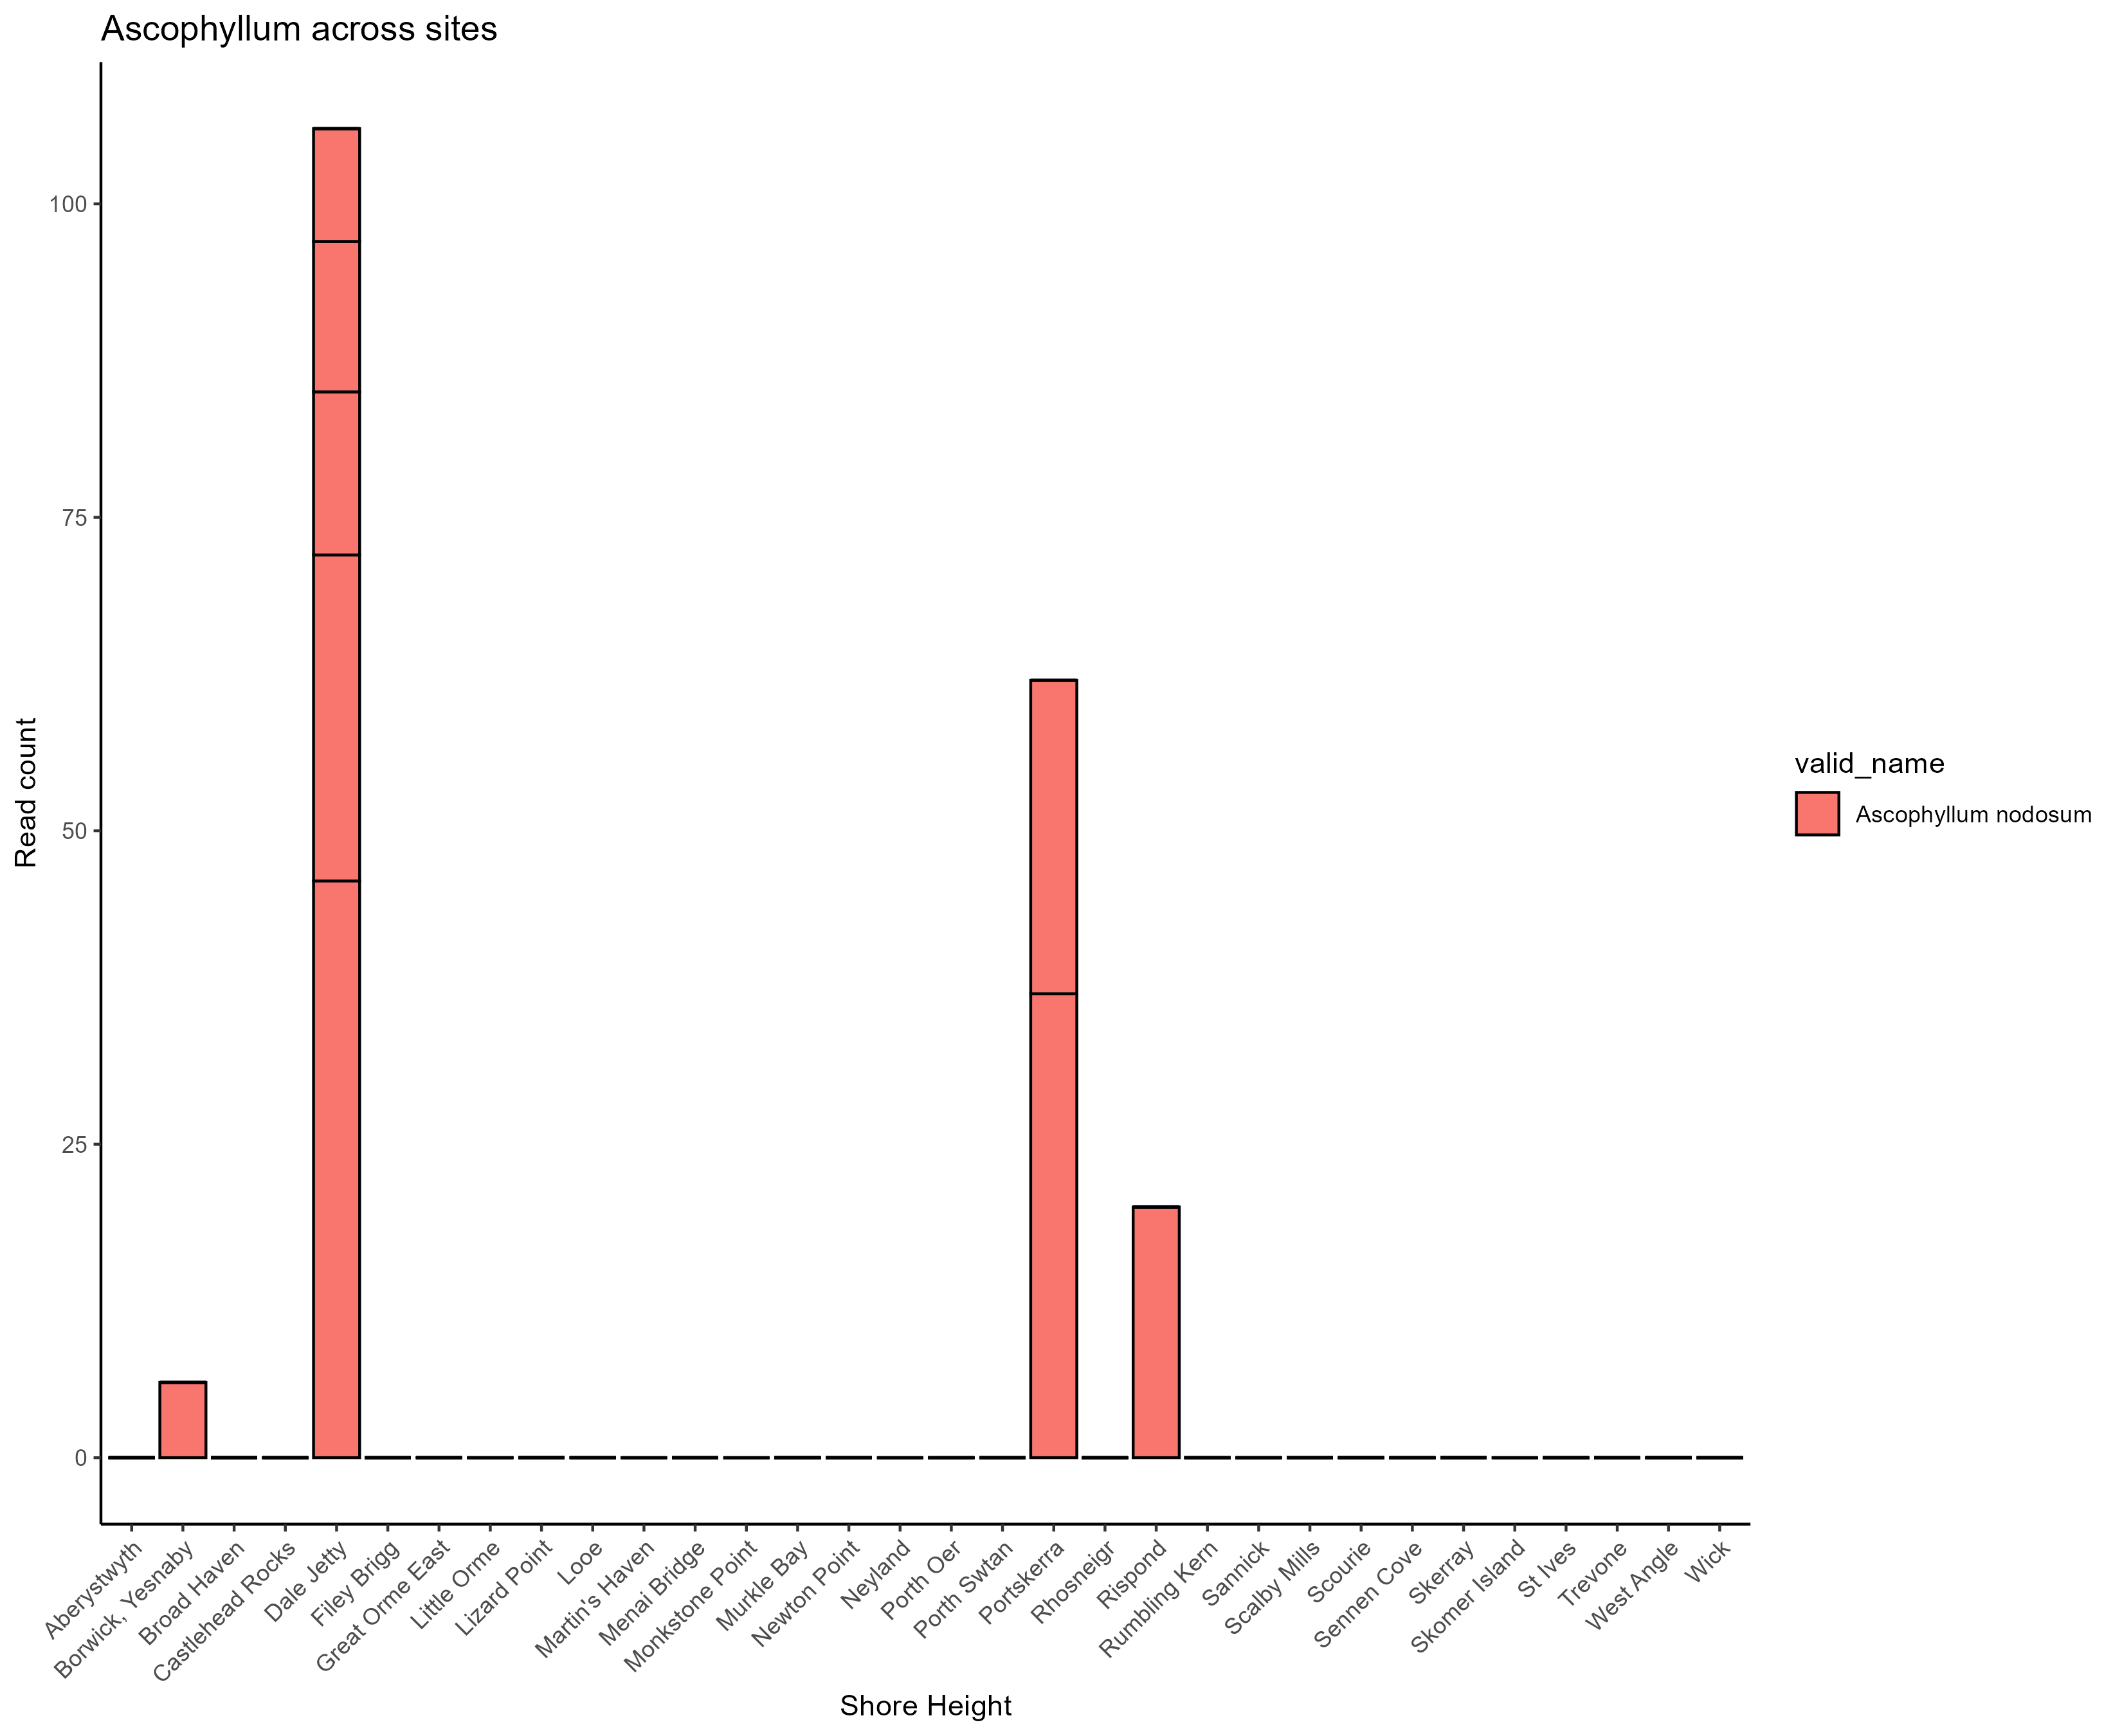 Ascophyllum across sites
Read count
100
75
50
25
0
Aberystwyth
Borwick, Yesnaby
Broad Haven
Castlehead Rocks
Dale Jetty
Filey Brigg
Great Orme East
Little Orme
Lizard Point
Looe
Martin's Haven
Menai Bridge
Monkstone Point
Murkle Bay
Newton Point
Neyland
Porth Oer
Porth Swtan
Portskerra
Rhosneigr
Rispond
Rumbling Kern
Sannick
Scalby Mills
Scourie
Sennen Cove
Skerray
Skomer Island
St Ives
Trevone
West Angle
Wick
Shore Height
valid_name
Ascophyllum nodosum